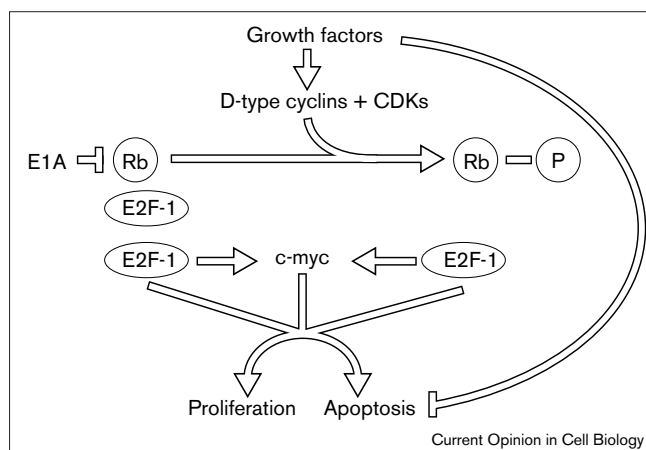 Growth factors
D-type cyclins + CDKs
E1A
Rb
Rb
P
E2F-1
E2F-1
c-myc
E2F-1
Proliferation
Apoptosis
Current Opinion in Cell Biology